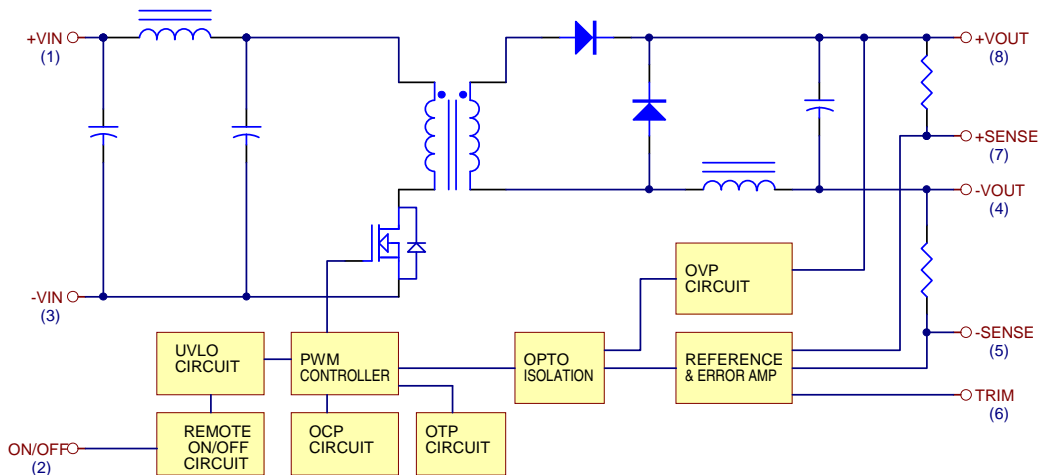 +VIN
(1)
+VOUT
(8)
+SENSE
(7)
-VOUT
(4)
-VIN
(3)
OVP
CIRCUIT
-SENSE
(5)
UVLO
CIRCUIT
PWM
CONTROLLER
OPTO
ISOLATION
REFERENCE
& ERROR AMP
TRIM
(6)
ON/OFF
(2)
REMOTE
ON/OFF
CIRCUIT
OCP
CIRCUIT
OTP
CIRCUIT